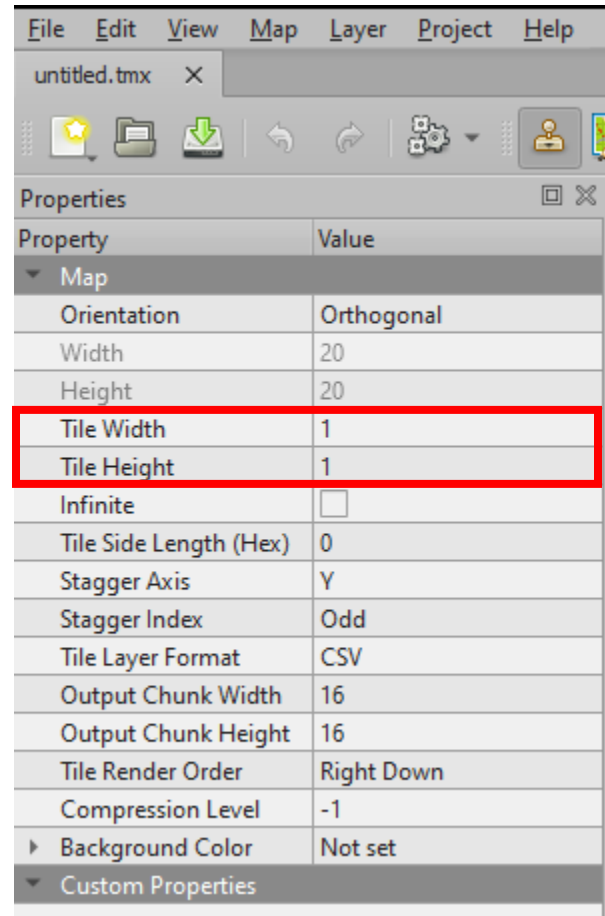 File Edit View Map Layer Project Help
untitled.tmx
Properties
Property Value
Map
Orientation Orthogonal
Width 20
Height 20
Tile Width 1
Tile Height 1
Infinite
Tile Side Length (Hex) 0
Stagger Axis Y
Stagger Index Odd
Tile Layer Format CSV
Output Chunk Width 16
Output Chunk Height 16
Tile Render Order Right Down
Compression Level -1
Background Color Not set
Custom Properties